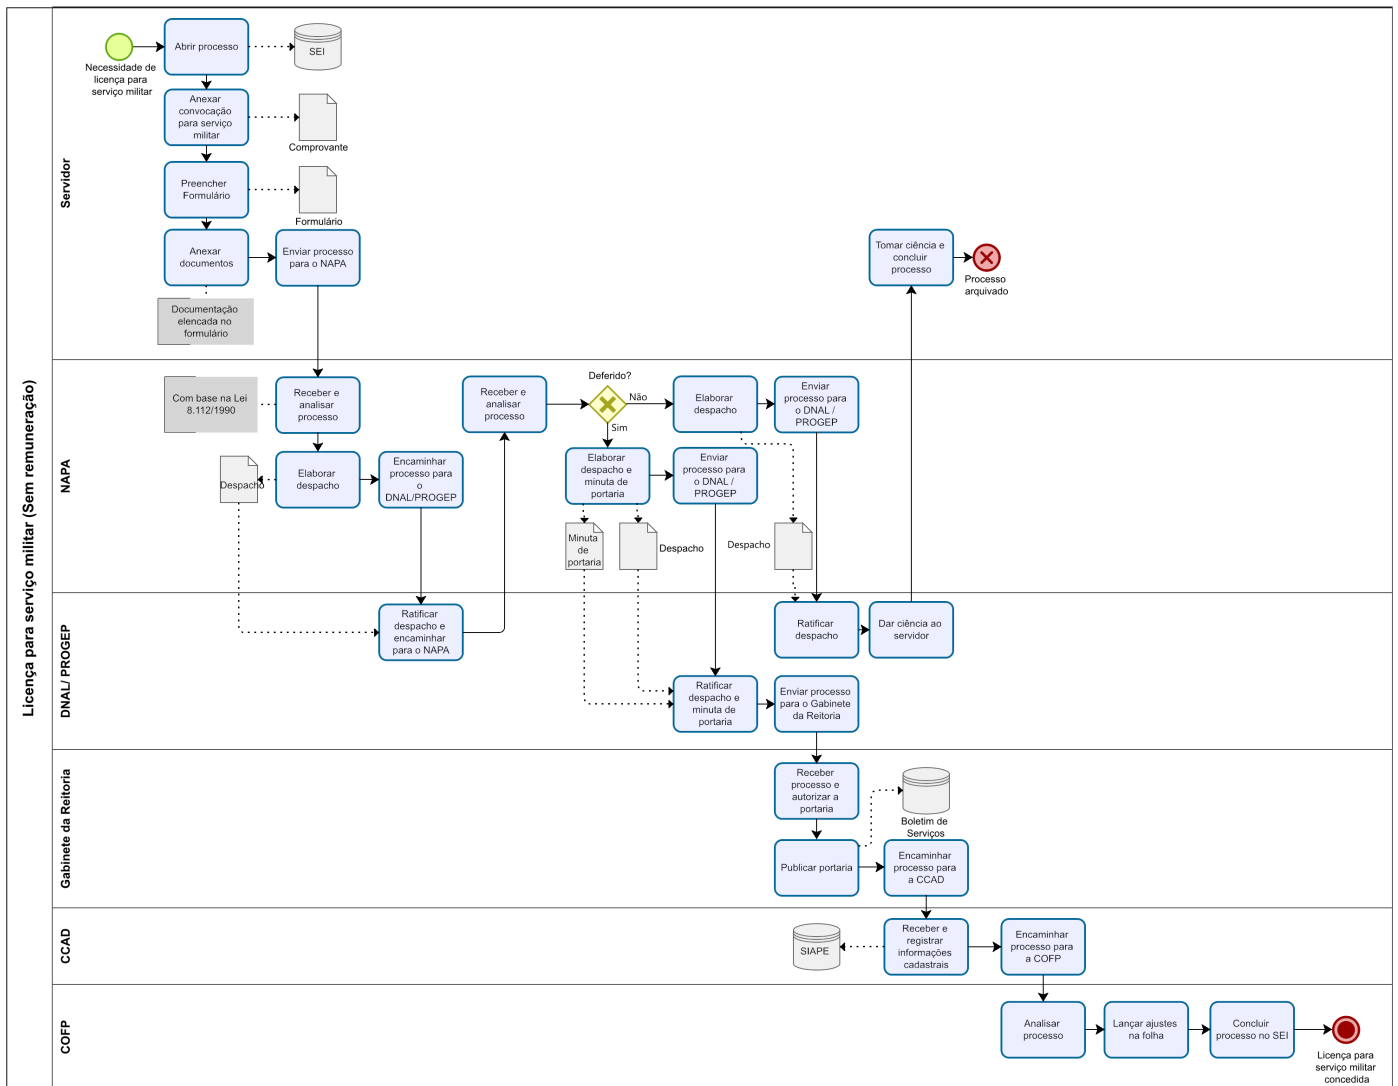 Licença para serviço militar (Sem remuneração)
Servidor
Necessidade de
licença para
serviço militar
Abrir processo
SEI
Anexar
convocação
para serviço
militar
Comprovante
Preencher
Formulário
Formulário
Anexar
documentos
Enviar processo
para o NAPA
Documentação
elencada no
formulário
Tomar ciência e
concluir
processo
Processo
arquivado
NAPA
Com base na Lei
8.112/1990
Receber e
analisar
processo
Despacho
Elaborar
despacho
Encaminhar
processo para
o
DNAL/PROGEP
Receber e
analisar
processo
Deferido?
Não
Sim
Elaborar
despacho
Enviar
processo para
o DNAL /
PROGEP
Elaborar
despacho e
minuta de
portaria
Enviar
processo para
o DNAL /
PROGEP
Minuta
de
portaria
Despacho
Despacho
DNAL/ PROGEP
Ratificar
despacho e
encaminhar
para o NAPA
Ratificar
despacho
Dar ciência ao
servidor
Ratificar
despacho e
minuta de
portaria
Enviar processo
para o Gabinete
da Reitoria
Gabinete da Reitoria
Receber
processo e
autorizar a
portaria
Boletim de
Serviços
Publicar portaria
Encaminhar
processo para
a CCAD
CCAD
SIAPE
Receber e
registrar
informações
cadastrais
Encaminhar
processo para
a COFP
COFP
Analisar
processo
Lançar ajustes
na folha
Concluir
processo no SEI
Licença para
serviço militar
concedida